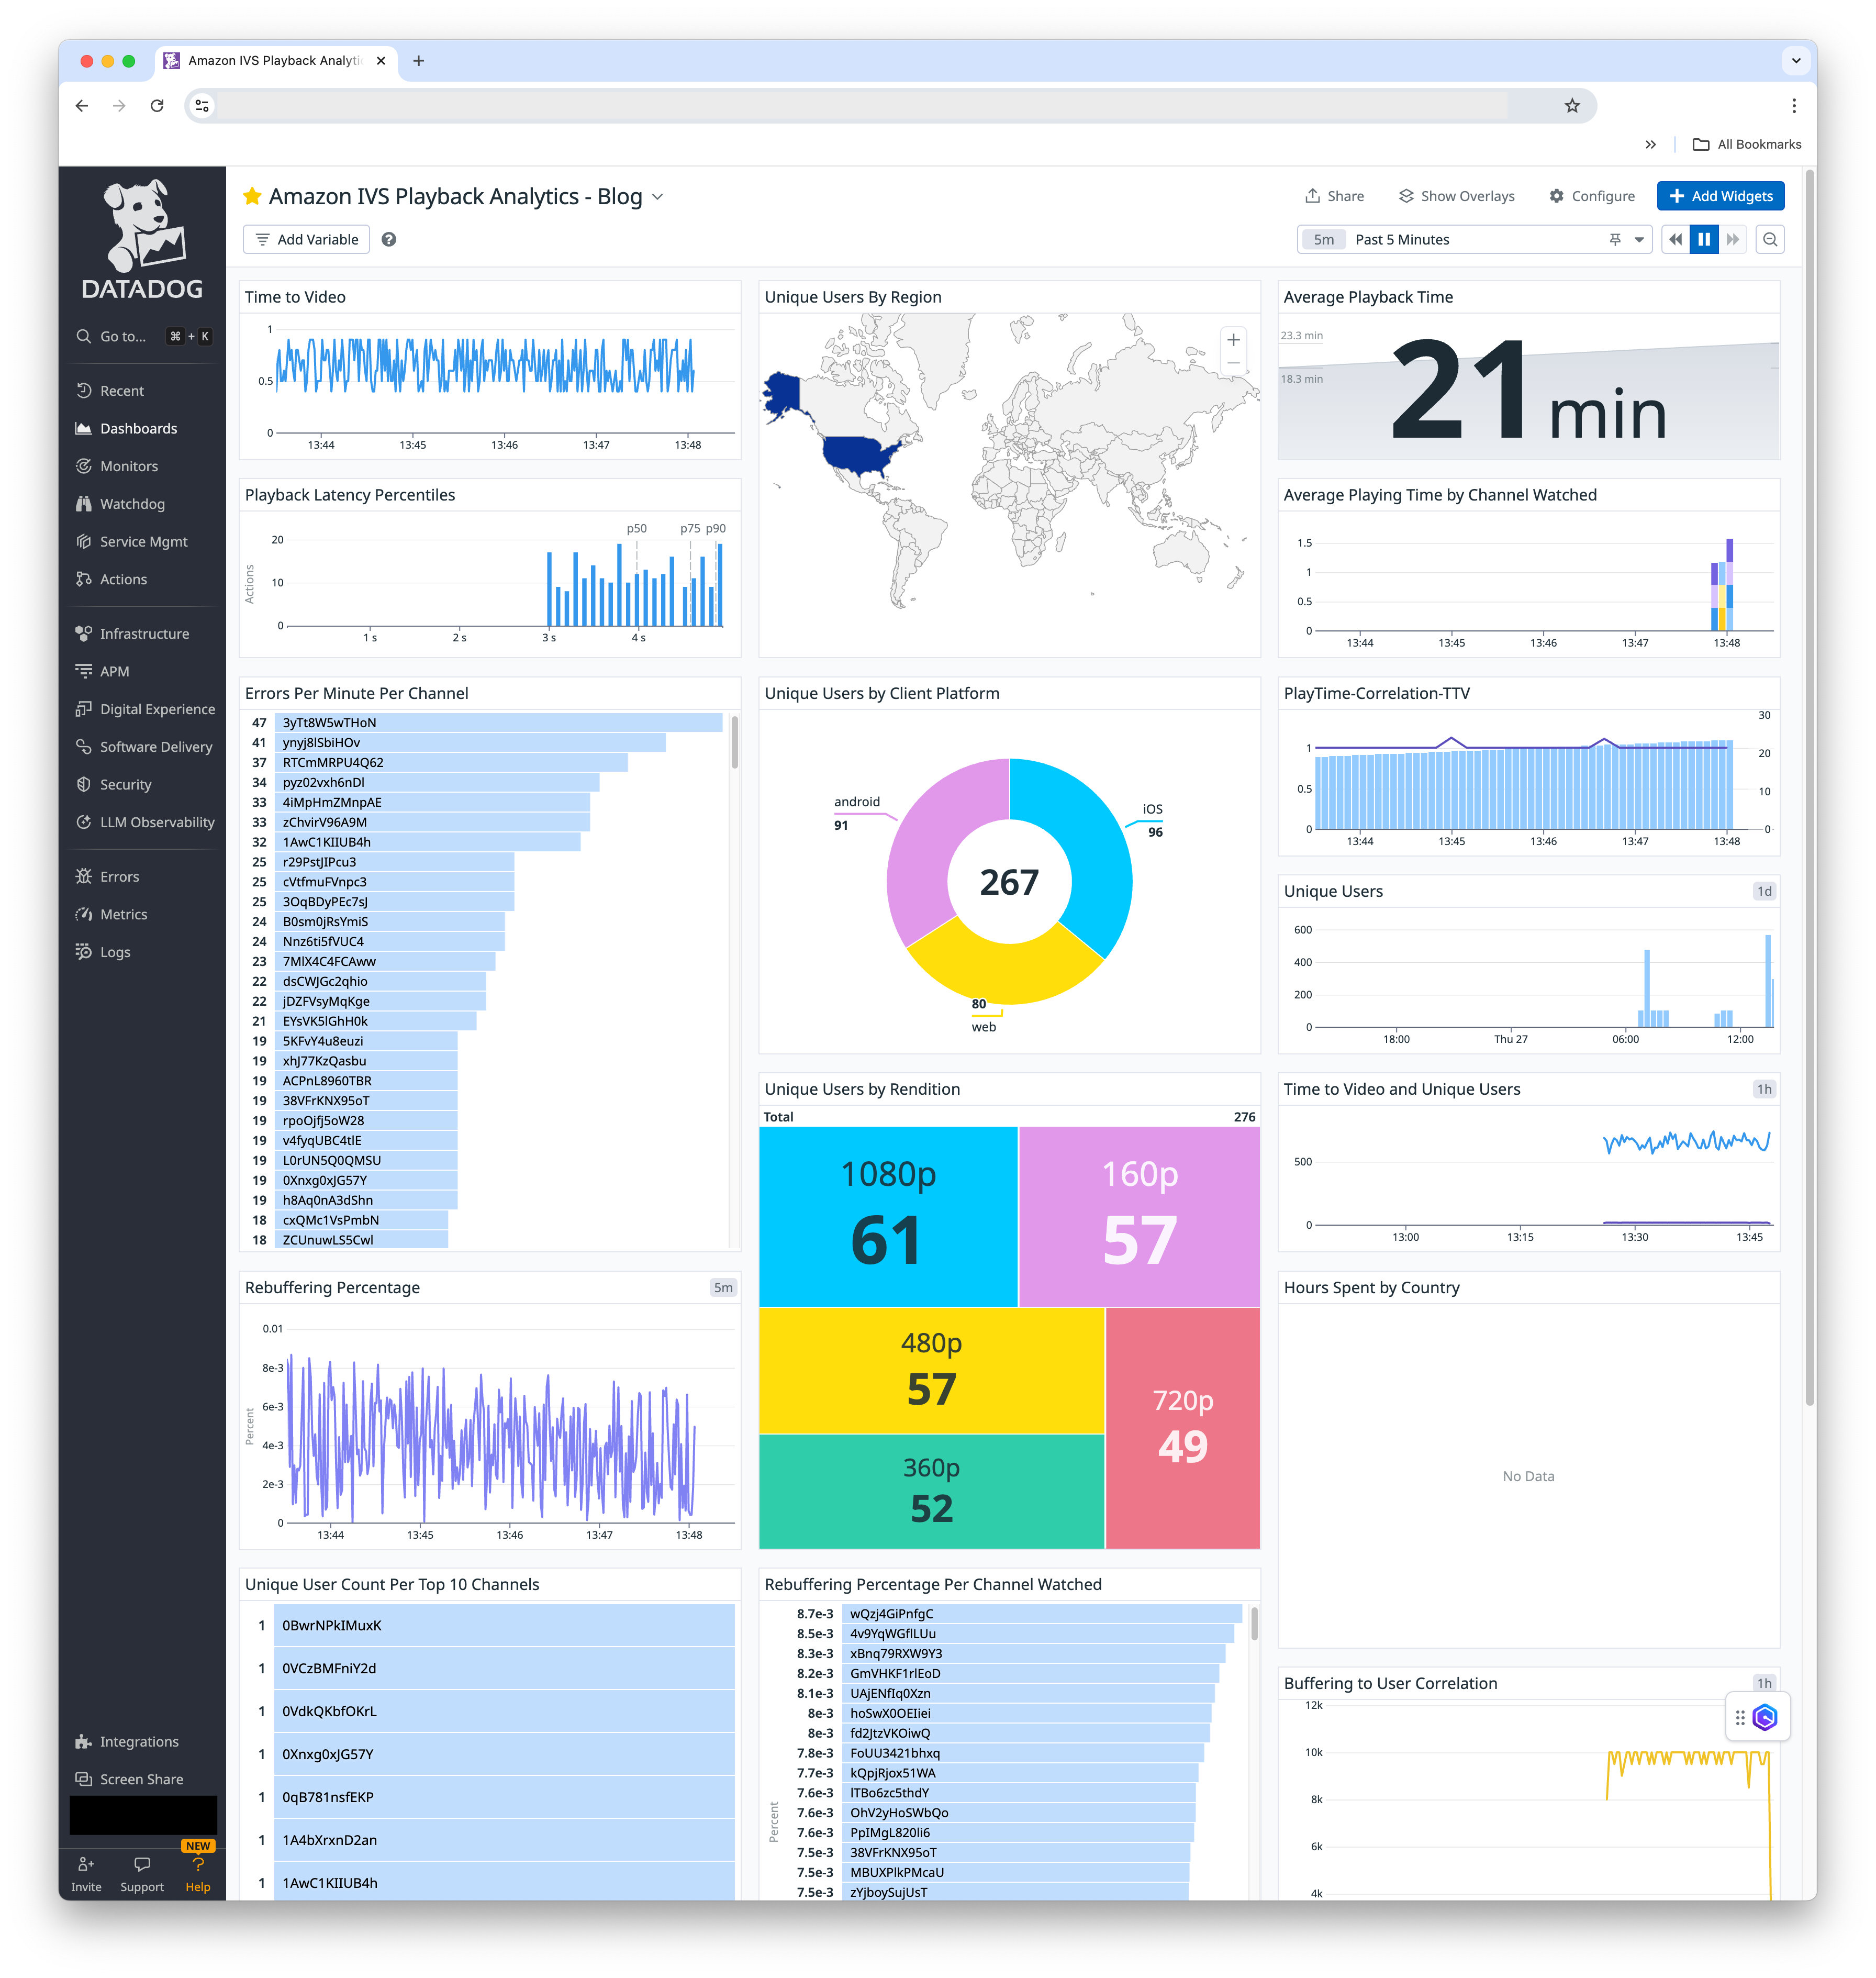 Amazon IVS Playback Analyti
All Bookmarks
DATADOG
Go to... ⌘ + K
Recent
Dashboards
Monitors
Watchdog
Service Mgmt
Actions
Infrastructure
APM
Digital Experience
Software Delivery
Security
LLM Observability
Errors
Metrics
Logs
Integrations
Screen Share
NEW
Invite
Support
Help
Amazon IVS Playback Analytics - Blog
Share
Show Overlays
Configure
Add Widgets
Add Variable
5m Past 5 Minutes
Time to Video
1
0.5
0
13:44 13:45 13:46 13:47 13:48
Playback Latency Percentiles
p50 p75 p90
Actions
20
10
0
1 s 2 s 3 s 4 s
Errors Per Minute Per Channel
47 3yTt8W5wTHoN
41 ynyj8lSbiHOv
37 RTCmMRPU4Q62
34 pyz02vxh6nDl
33 4iMpHmZMnpAE
33 zChvirV96A9M
32 1AwC1KIIUB4h
25 r29PstJIPcu3
25 cVtfmuFVnpc3
25 3OqBDyPEc7sJ
24 B0sm0jRsYmiS
24 Nnz6ti5fVUC4
23 7MlX4C4FCAww
22 dsCWJGc2qhio
22 jDZFVsyMqKge
21 EYsVK5lGhH0k
19 5KFvY4u8euzi
19 xhJ77KzQasbu
19 ACPnL8960TBR
19 38VFrKNX95oT
19 rpoOjfj5oW28
19 v4fyqUBC4tlE
19 L0rUN5Q0QMSU
19 0Xnxg0xJG57Y
19 h8Aq0nA3dShn
18 cxQMc1VsPmbN
18 ZCUnuwLS5Cwl
Rebuffering Percentage 5m
Percent
0.01
8e-3
6e-3
4e-3
2e-3
0
13:44 13:45 13:46 13:47 13:48
Unique User Count Per Top 10 Channels
1 0BwrNPkIMuxK
1 0VCzBMFniY2d
1 0VdkQKbfOKrL
1 0Xnxg0xJG57Y
1 0qB781nsfEKP
1 1A4bXrxnD2an
1 1AwC1KIIUB4h
Unique Users By Region
Unique Users by Client Platform
android
91
iOS
96
267
80
web
Unique Users by Rendition
Total 276
1080p
61
160p
57
480p
57
720p
49
360p
52
Rebuffering Percentage Per Channel Watched
Percent
8.7e-3 wQzj4GiPnfgC
8.5e-3 4v9YqWGflLUu
8.3e-3 xBnq79RXW9Y3
8.2e-3 GmVHKF1rlEoD
8.1e-3 UAjENfIq0Xzn
8e-3 hoSwX0OEIiei
8e-3 fd2JtzVKOiwQ
7.8e-3 FoUU3421bhxq
7.7e-3 kQpjRjox51WA
7.6e-3 lTBo6zc5thdY
7.6e-3 OhV2yHoSWbQo
7.6e-3 PpIMgL820li6
7.5e-3 38VFrKNX95oT
7.5e-3 MBUXPlkPMcaU
7.5e-3 zYjboySujUsT
Average Playback Time
23.3 min
18.3 min
21 min
Average Playing Time by Channel Watched
1.5
1
0.5
0
13:44 13:45 13:46 13:47 13:48
PlayTime-Correlation-TTV
30
1
20
0.5
10
0 0
13:44 13:45 13:46 13:47 13:48
Unique Users 1d
600
400
200
0
18:00 Thu 27 06:00 12:00
Time to Video and Unique Users 1h
500
0
13:00 13:15 13:30 13:45
Hours Spent by Country
No Data
Buffering to User Correlation 1h
12k
10k
8k
6k
4k